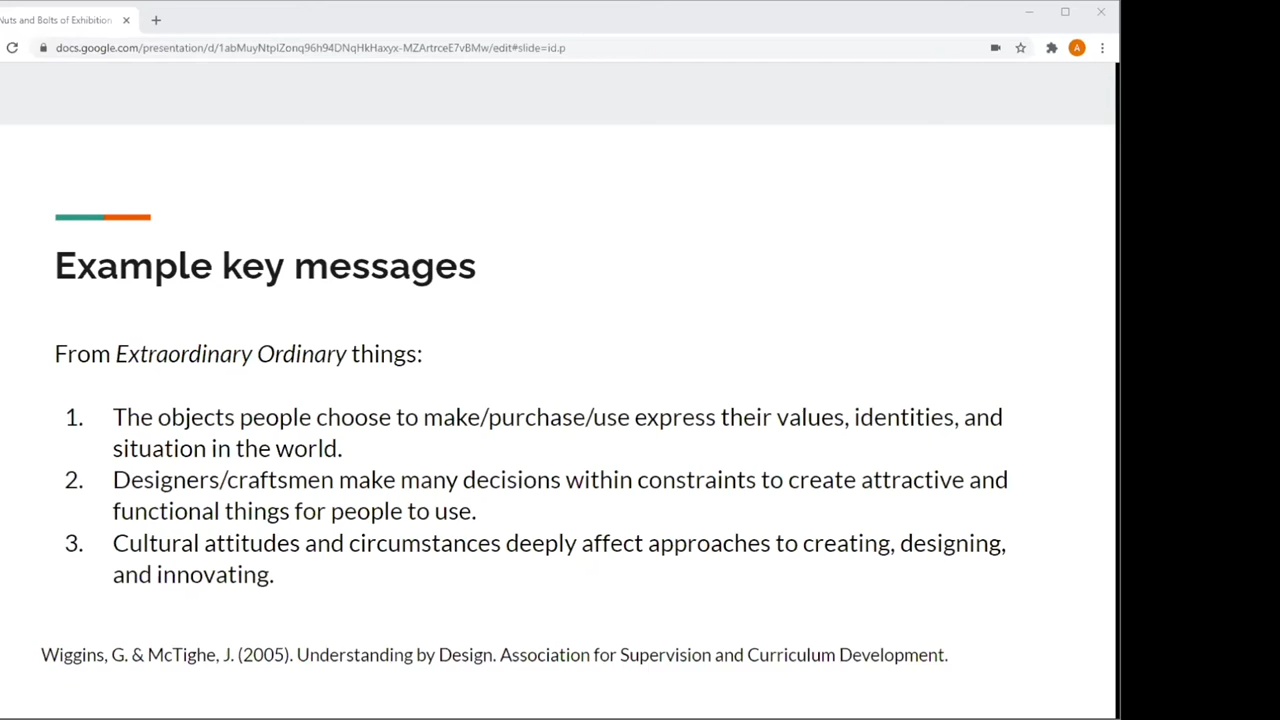 Nuts and Bolts of Exhibition
docs.google.com/presentation/d/1abMuyNtpIZonq96h94DNqHkHaxyx-MZArtrceE7vBMw/edit#slide=id.p
A
Example key messages
From Extraordinary Ordinary things:
1. The objects people choose to make/purchase/use express their values, identities, and
situation in the world.
2. Designers/craftsmen make many decisions within constraints to create attractive and
functional things for people to use.
3. Cultural attitudes and circumstances deeply affect approaches to creating, designing,
and innovating.
Wiggins, G. & McTighe, J. (2005). Understanding by Design. Association for Supervision and Curriculum Development.